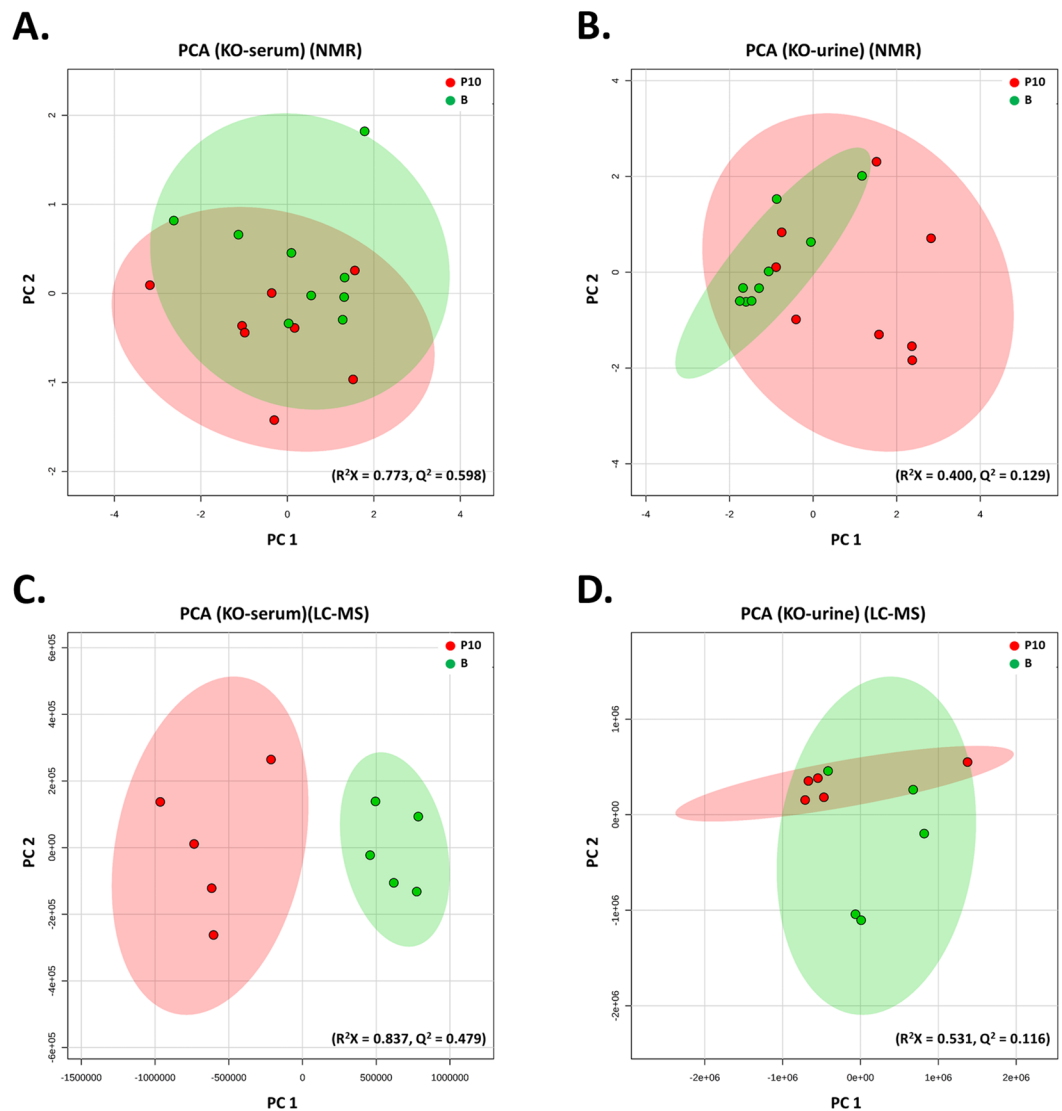 A.
PCA (KO-serum) (NMR)
P10
B
2
1
0
-1
-2
PC 2
-4
-2
0
2
4
PC 1
(R²X = 0.773, Q² = 0.598)
B.
PCA (KO-urine) (NMR)
P10
B
4
2
0
-2
-4
PC 2
-4
-2
0
2
4
PC 1
(R²X = 0.400, Q² = 0.129)
C.
PCA (KO-serum)(LC-MS)
P10
B
6e+05
4e+05
2e+05
0e+00
-2e+05
-4e+05
-6e+05
PC 2
-1500000
-1000000
-500000
0
500000
1000000
PC 1
(R²X = 0.837, Q² = 0.479)
D.
PCA (KO-urine) (LC-MS)
P10
B
1e+06
0e+00
-1e+06
-2e+06
PC 2
-2e+06
-1e+06
0e+00
1e+06
2e+06
PC 1
(R²X = 0.531, Q² = 0.116)